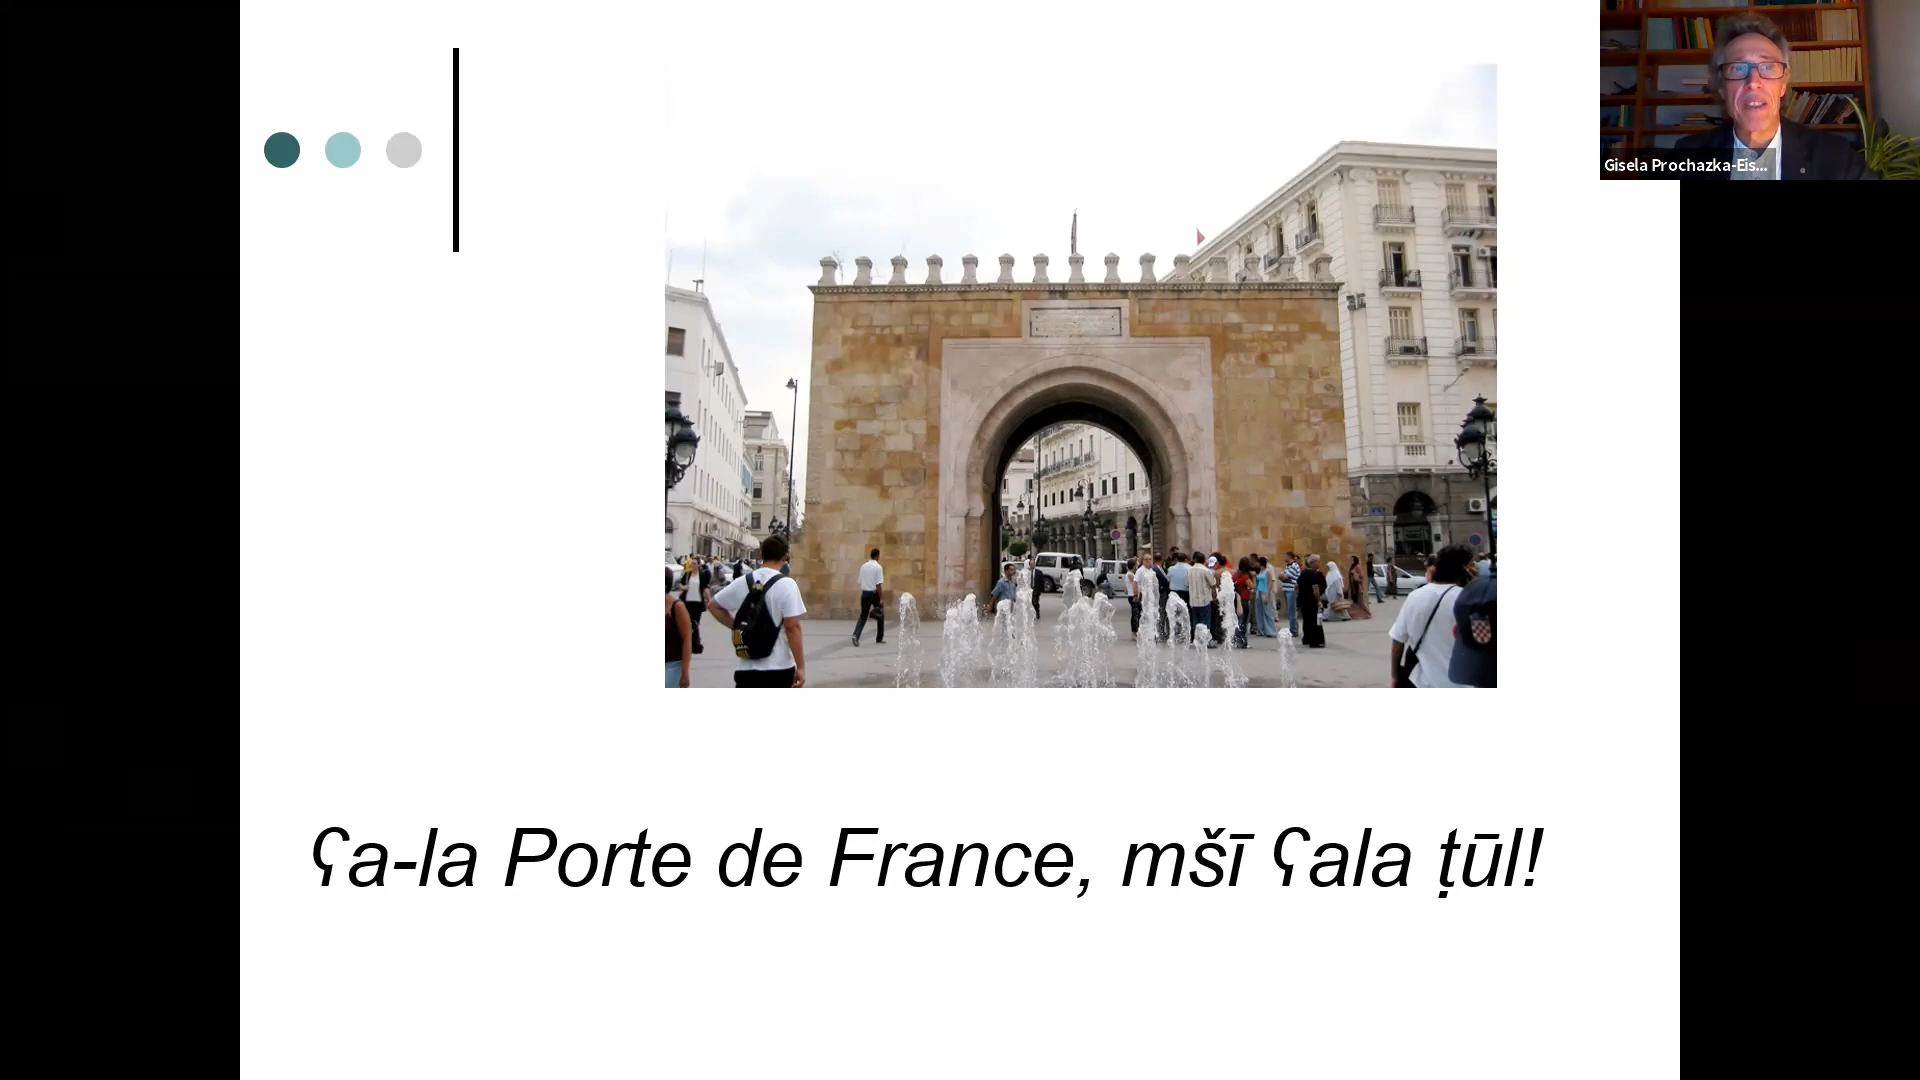 Gisela Prochazka-Eis...
ʕa-la Porte de France, mšī ʕala ṭūl!